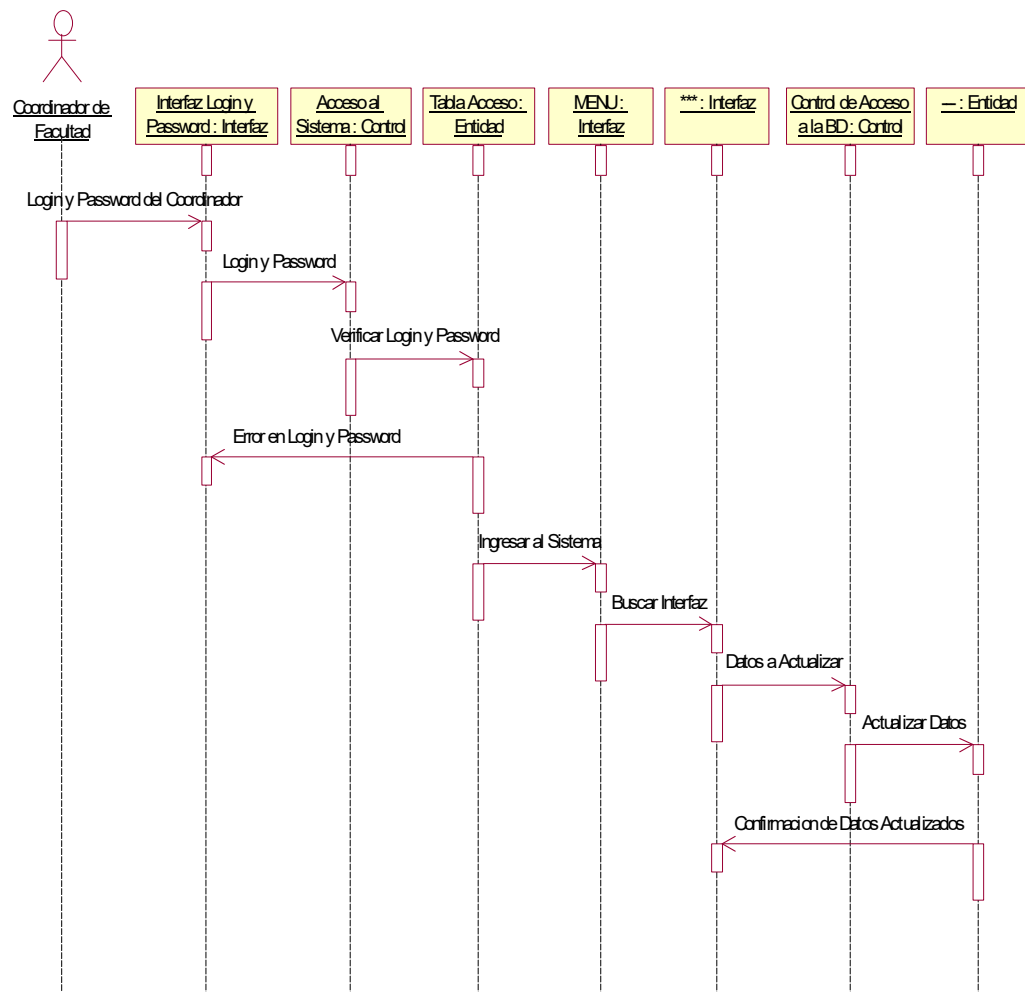 Coordinador de
Facultad
Interfaz Login y
Password : Interfaz
Acceso al
Sistema : Control
Tabla Acceso :
Entidad
MENU :
Interfaz
*** : Interfaz
Control de Acceso
a la BD : Control
--- : Entidad
Login y Password del Coordinador
Login y Password
Verificar Login y Password
Error en Login y Password
Ingresar al Sistema
Buscar Interfaz
Datos a Actualizar
Actualizar Datos
Confirmacion de Datos Actualizados